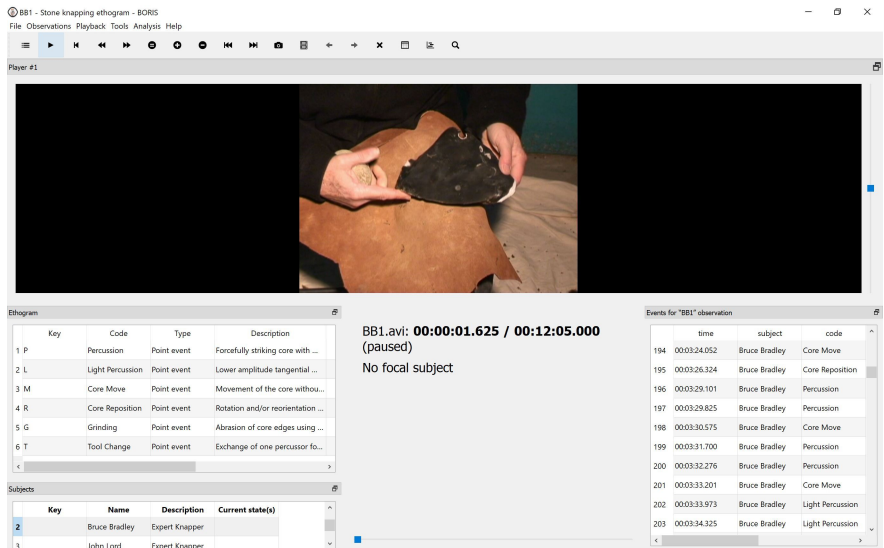 BB1 - Stone knapping ethogram - BORIS
File Observations Playback Tools Analysis Help
Player #1
Ethogram
Key Code Type Description
1 P Percussion Point event Forcefully striking core with ...
2 L Light Percussion Point event Lower amplitude tangential ...
3 M Core Move Point event Movement of the core withou...
4 R Core Reposition Point event Rotation and/or reorientation ...
5 G Grinding Point event Abrasion of core edges using ...
6 T Tool Change Point event Exchange of one percussor fo...
Subjects
Key Name Description Current state(s)
2 Bruce Bradley Expert Knapper
3 John Lord Expert Knapper
BB1.avi: 00:00:01.625 / 00:12:05.000
(paused)
No focal subject
Events for "BB1" observation
time subject code
194 00:03:24.052 Bruce Bradley Core Move
195 00:03:26.324 Bruce Bradley Core Reposition
196 00:03:29.101 Bruce Bradley Percussion
197 00:03:29.825 Bruce Bradley Percussion
198 00:03:30.575 Bruce Bradley Core Move
199 00:03:31.700 Bruce Bradley Percussion
200 00:03:32.276 Bruce Bradley Percussion
201 00:03:33.201 Bruce Bradley Core Move
202 00:03:33.973 Bruce Bradley Light Percussion
203 00:03:34.325 Bruce Bradley Light Percussion